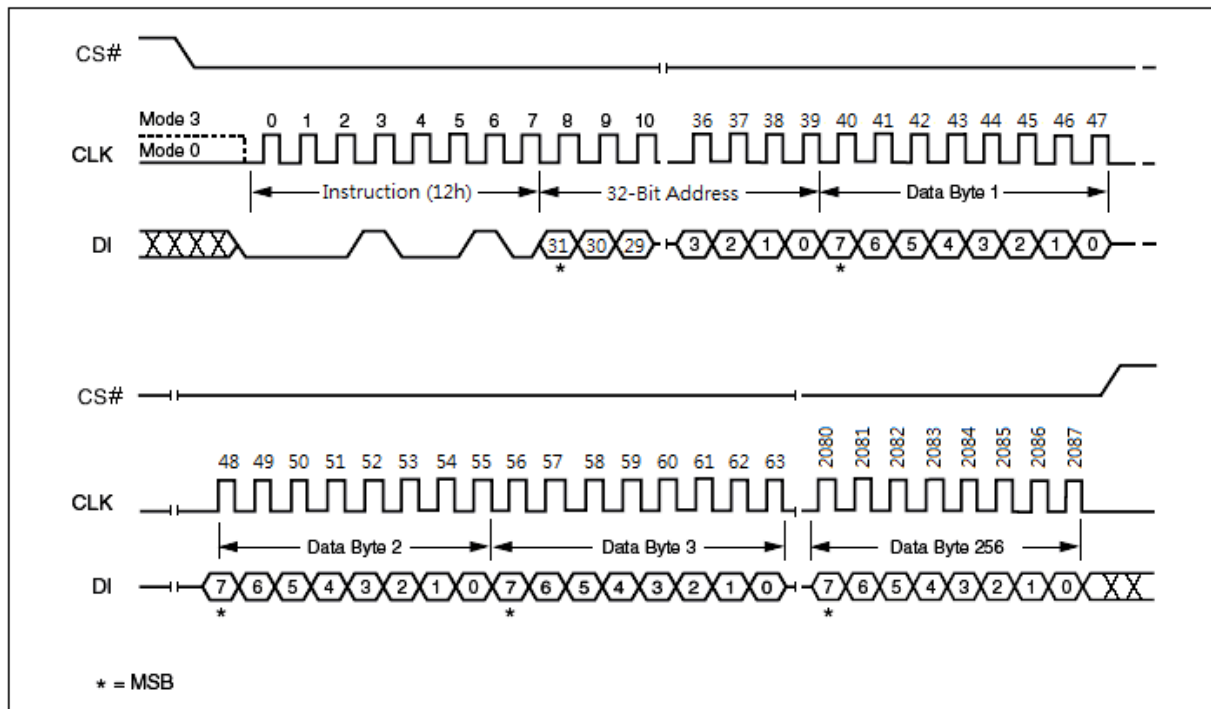 CS#
Mode 3
0 1 2 3 4 5 6 7 8 9 10 36 37 38 39 40 41 42 43 44 45 46 47
CLK
Mode 0
Instruction (12h) 32-Bit Address Data Byte 1
DI 31 30 29 3 2 1 0 7 6 5 4 3 2 1 0
* *
CS#
48 49 50 51 52 53 54 55 56 57 58 59 60 61 62 63 2080 2081 2082 2083 2084 2085 2086 2087
CLK
Data Byte 2 Data Byte 3 Data Byte 256
DI 7 6 5 4 3 2 1 0 7 6 5 4 3 2 1 0 7 6 5 4 3 2 1 0
* * *
* = MSB